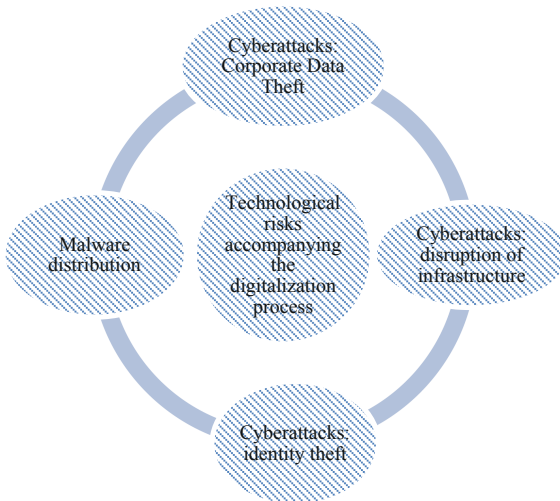 Cyberattacks:
Corporate Data
Theft
Technological
risks
accompanying
the
digitalization
process
Malware
distribution
Cyberattacks:
disruption of
infrastructure
Cyberattacks:
identity theft